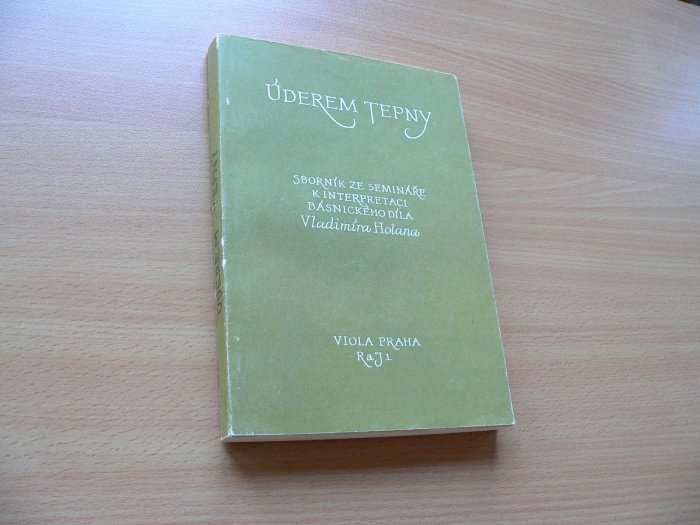 ÚDEREM TEPNY
SBORNÍK ZE SEMINÁŘE
K INTERPRETACI
BÁSNICKÉHO DÍLA
Vladimíra Holana
VIOLA PRAHA
RaJ 1